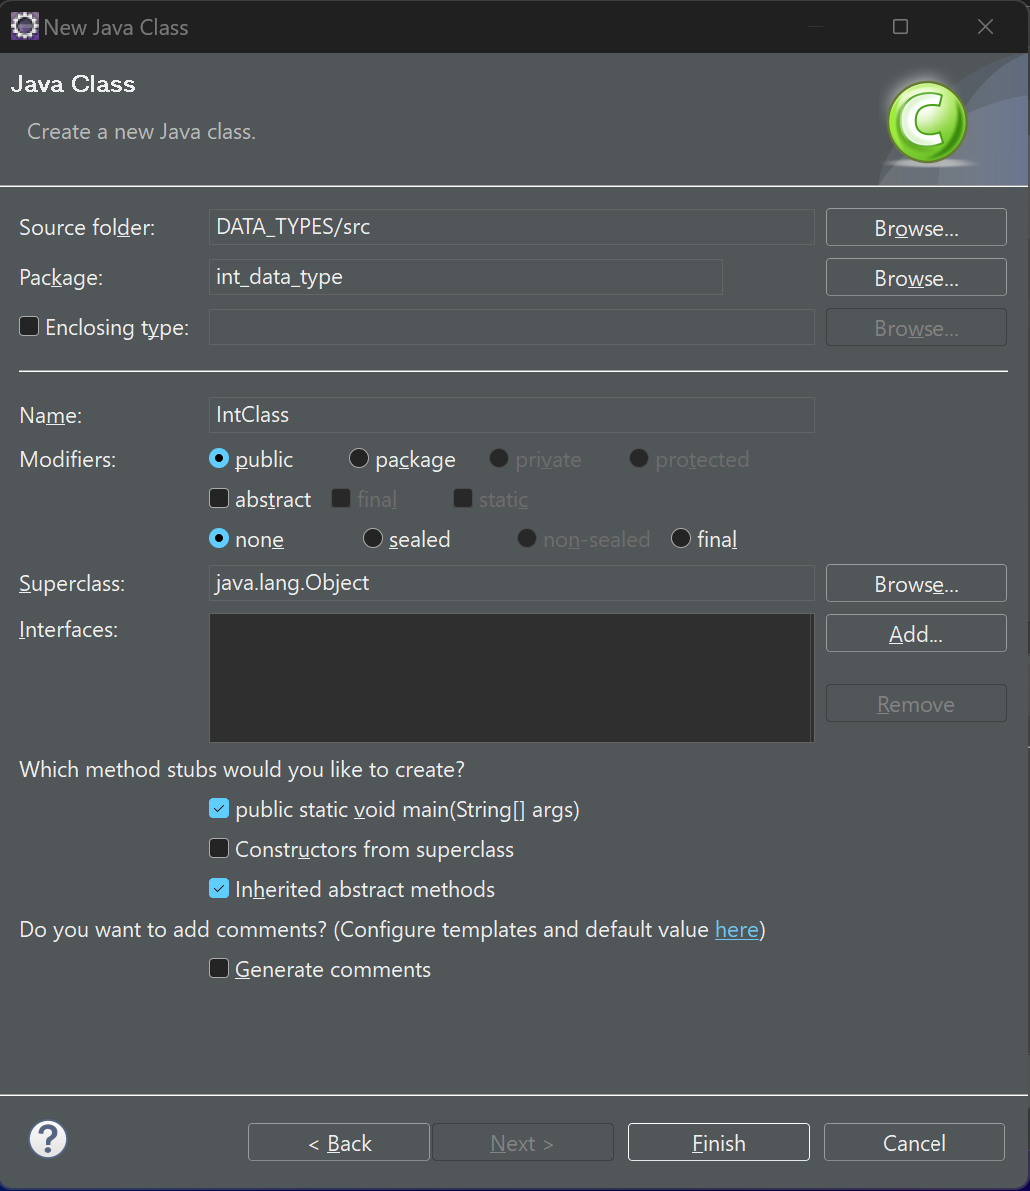 New Java Class
Java Class
Create a new Java class.
Source folder: DATA_TYPES/src Browse...
Package: int_data_type Browse...
Enclosing type: Browse...
Name: IntClass
Modifiers: public package private protected
abstract final static
none sealed non-sealed final
Superclass: java.lang.Object Browse...
Interfaces: Add...
Remove
Which method stubs would you like to create?
public static void main(String[] args)
Constructors from superclass
Inherited abstract methods
Do you want to add comments? (Configure templates and default value here)
Generate comments
? < Back Next > Finish Cancel